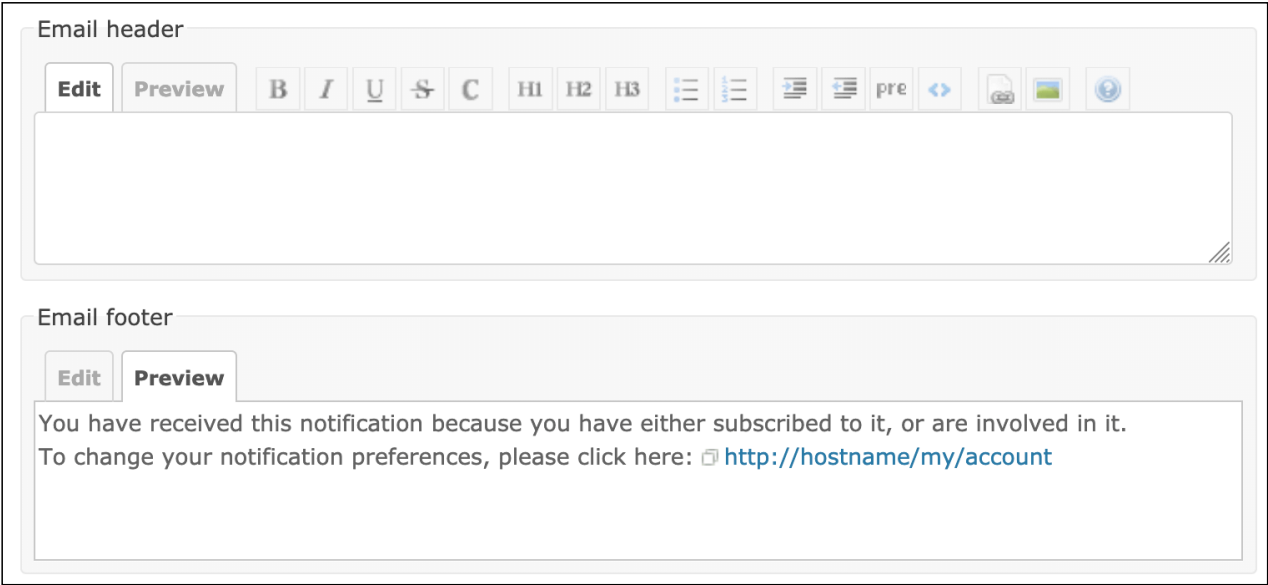 Email header
Edit Preview B I U S C H1 H2 H3 pre <>
Email footer
Edit Preview
You have received this notification because you have either subscribed to it, or are involved in it.
To change your notification preferences, please click here: http://hostname/my/account